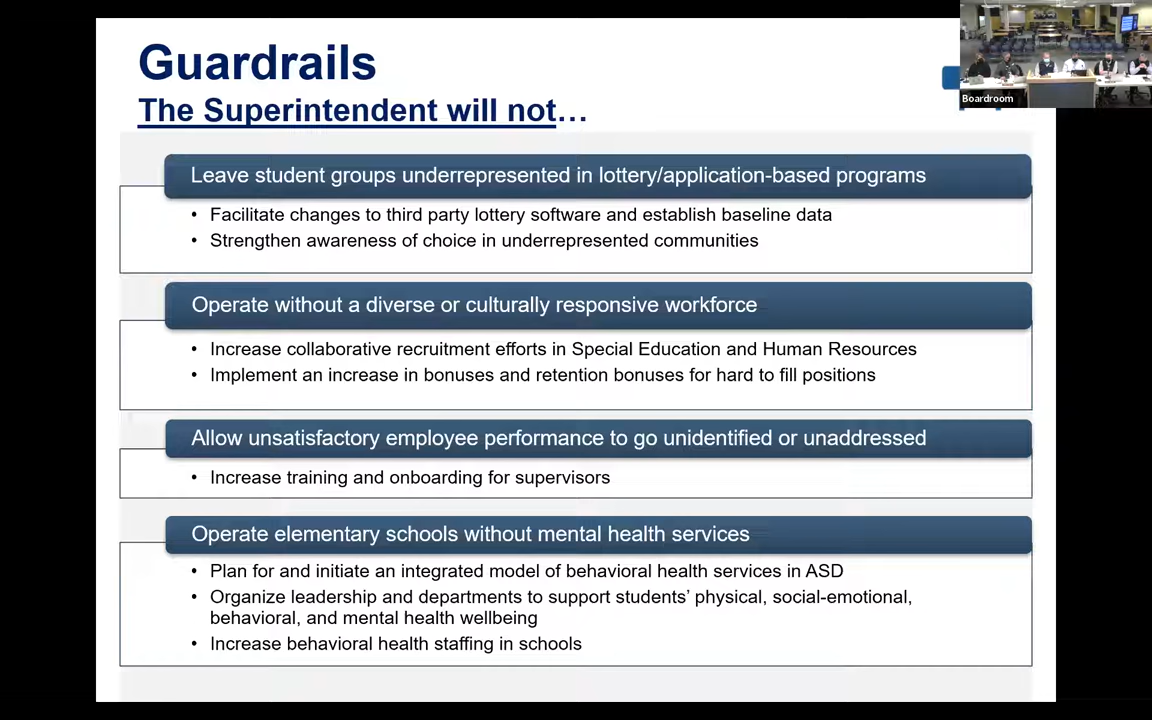 Guardrails
The Superintendent will not…
Boardroom
Leave student groups underrepresented in lottery/application-based programs
• Facilitate changes to third party lottery software and establish baseline data
• Strengthen awareness of choice in underrepresented communities
Operate without a diverse or culturally responsive workforce
• Increase collaborative recruitment efforts in Special Education and Human Resources
• Implement an increase in bonuses and retention bonuses for hard to fill positions
Allow unsatisfactory employee performance to go unidentified or unaddressed
• Increase training and onboarding for supervisors
Operate elementary schools without mental health services
• Plan for and initiate an integrated model of behavioral health services in ASD
• Organize leadership and departments to support students’ physical, social-emotional,
behavioral, and mental health wellbeing
• Increase behavioral health staffing in schools